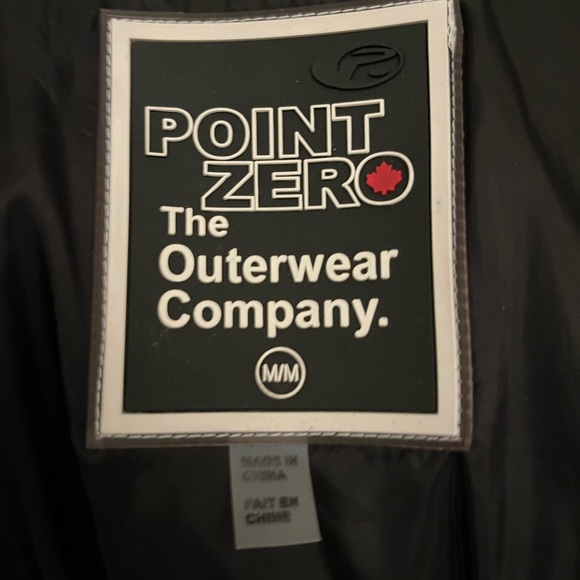 POINT
ZERO
The
Outerwear
Company.
M/M
MADE IN
CHINA
FAIT EN
CHINE